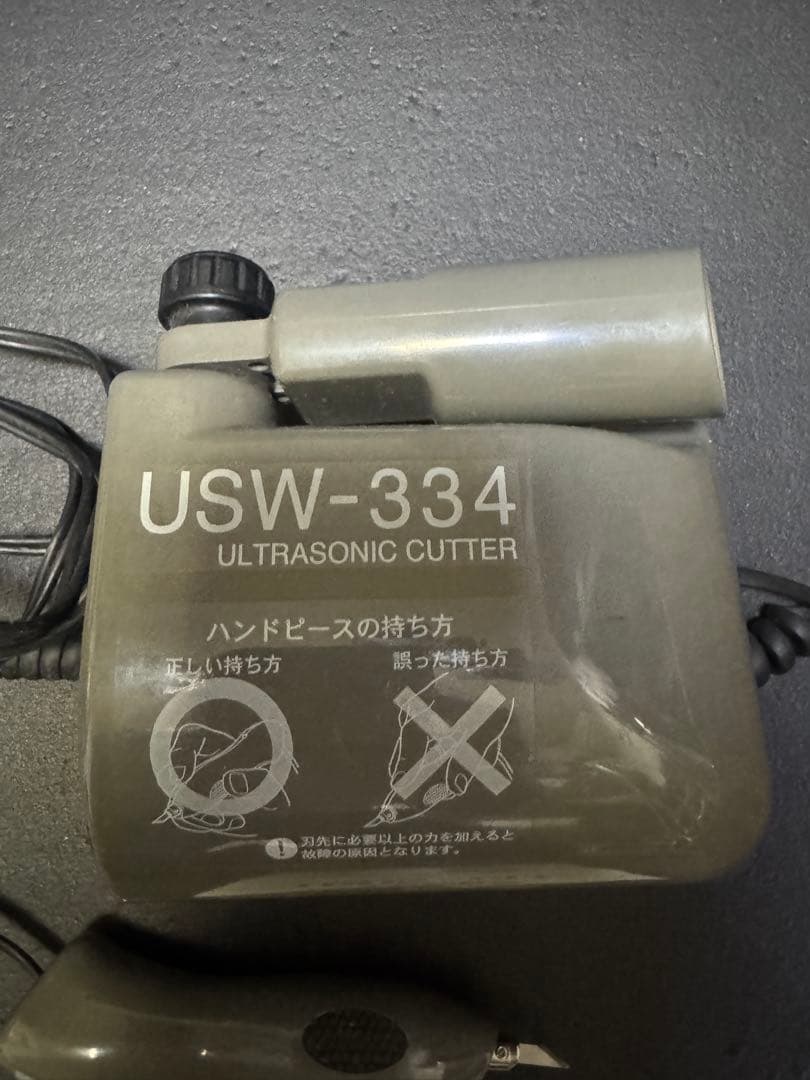 USW-334
ULTRASONIC CUTTER
ハンドピースの持ち方
正しい持ち方 誤った持ち方
刃先に必要以上の力を加えると
故障の原因となります。